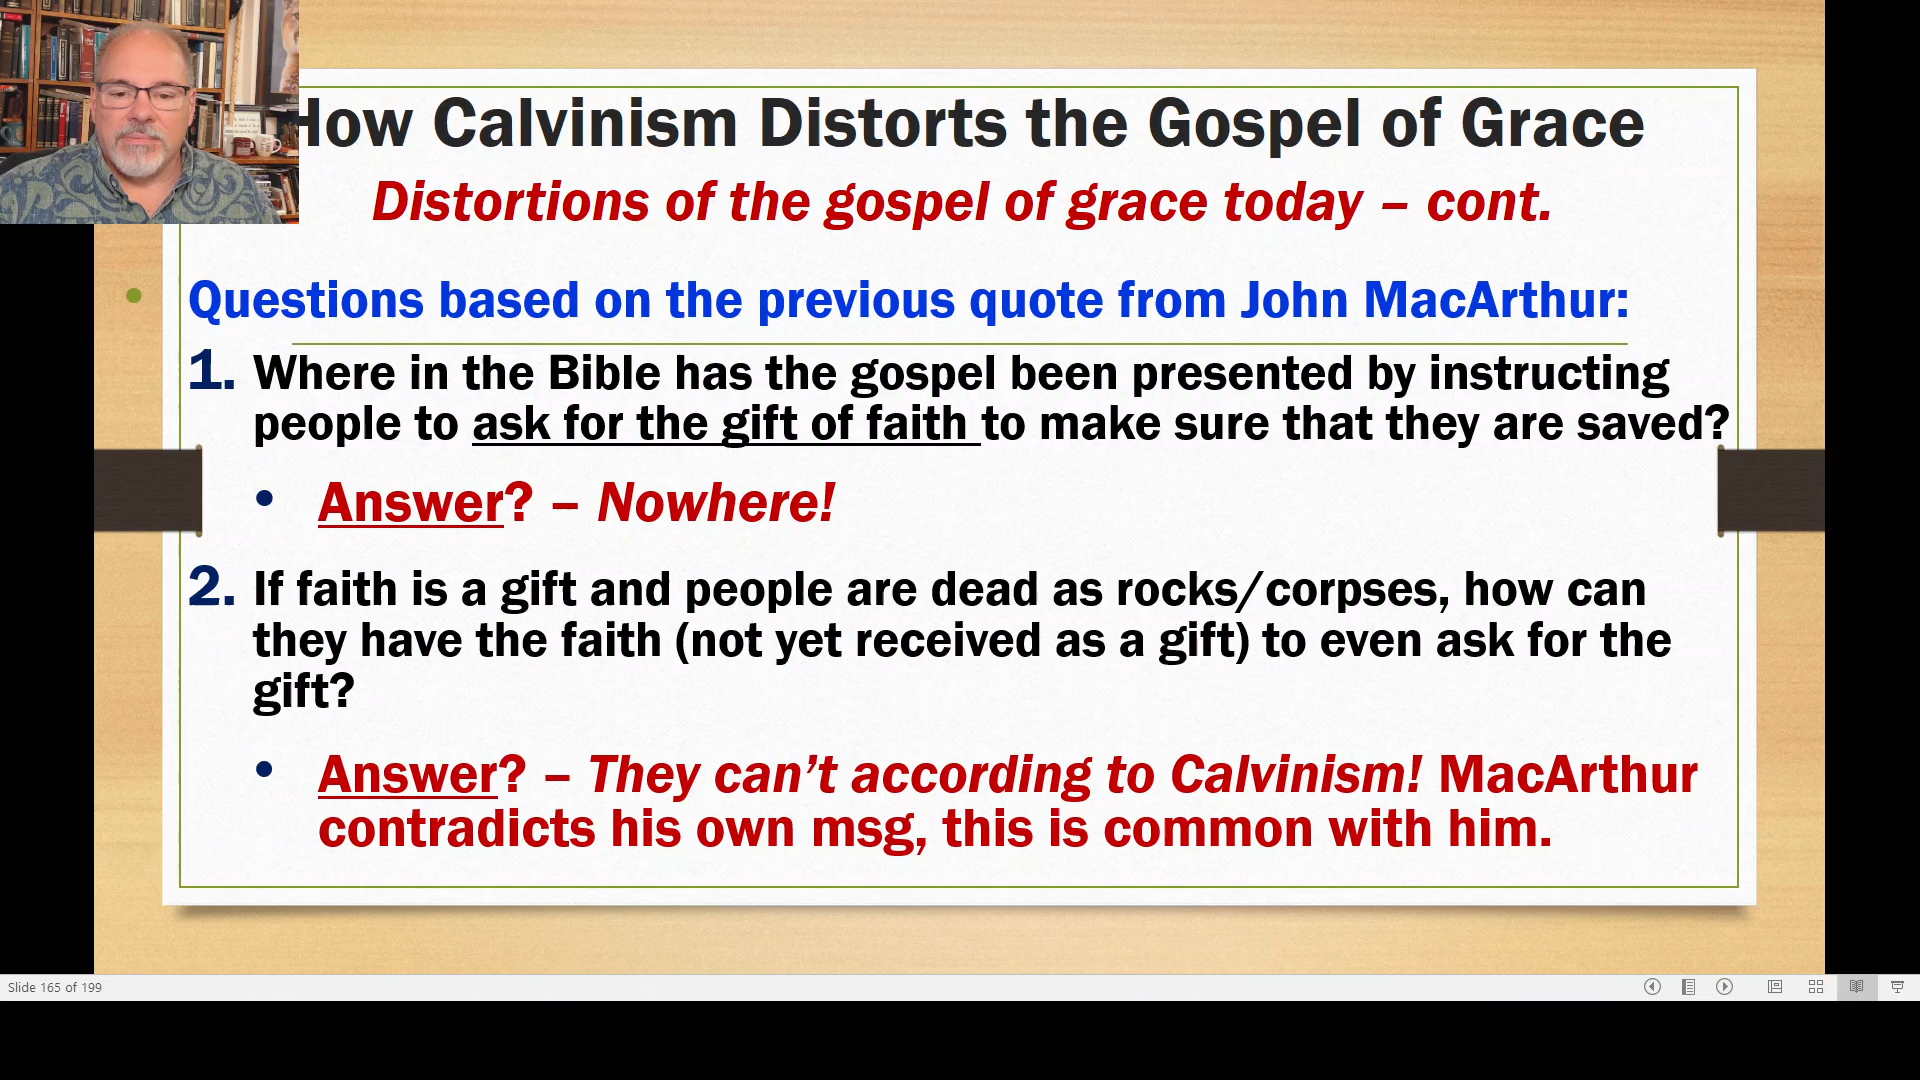 How Calvinism Distorts the Gospel of Grace
Distortions of the gospel of grace today – cont.
• Questions based on the previous quote from John MacArthur:
1. Where in the Bible has the gospel been presented by instructing
people to ask for the gift of faith to make sure that they are saved?
• Answer? – Nowhere!
2. If faith is a gift and people are dead as rocks/corpses, how can
they have the faith (not yet received as a gift) to even ask for the
gift?
• Answer? – They can’t according to Calvinism! MacArthur
contradicts his own msg, this is common with him.
Slide 165 of 199